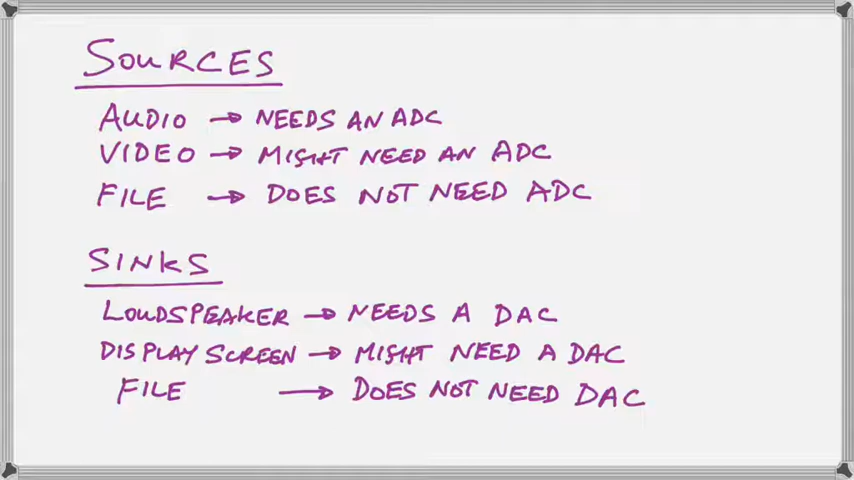 SOURCES
AUDIO → NEEDS AN ADC
VIDEO → MIGHT NEED AN ADC
FILE → DOES NOT NEED ADC
SINKS
LOUDSPEAKER → NEEDS A DAC
DISPLAY SCREEN → MIGHT NEED A DAC
FILE → DOES NOT NEED DAC